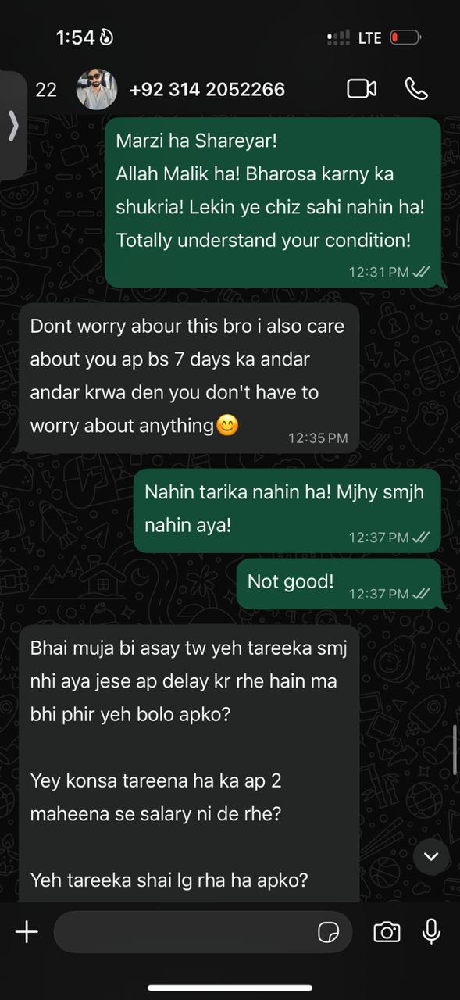 1:54
LTE
22
+92 314 2052266
Marzi ha Shareyar!
Allah Malik ha! Bharosa karny ka
shukria! Lekin ye chiz sahi nahin ha!
Totally understand your condition!
12:31 PM
Dont worry abour this bro i also care
about you ap bs 7 days ka andar
andar krwa den you don't have to
worry about anything😊
12:35 PM
Nahin tarika nahin ha! Mjhy smjh
nahin aya!
12:37 PM
Not good!
12:37 PM
Bhai muja bi asay tw yeh tareeka smj
nhi aya jese ap delay kr rhe hain ma
bhi phir yeh bolo apko?
Yey konsa tareena ha ka ap 2
maheena se salary ni de rhe?
Yeh tareeka shai lg rha ha apko?